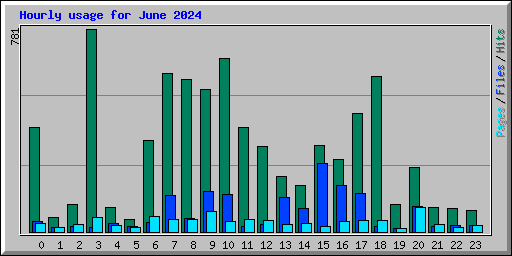 Hourly usage for June 2024
781
Pages/Files/Hits
0 1 2 3 4 5 6 7 8 9 10 11 12 13 14 15 16 17 18 19 20 21 22 23